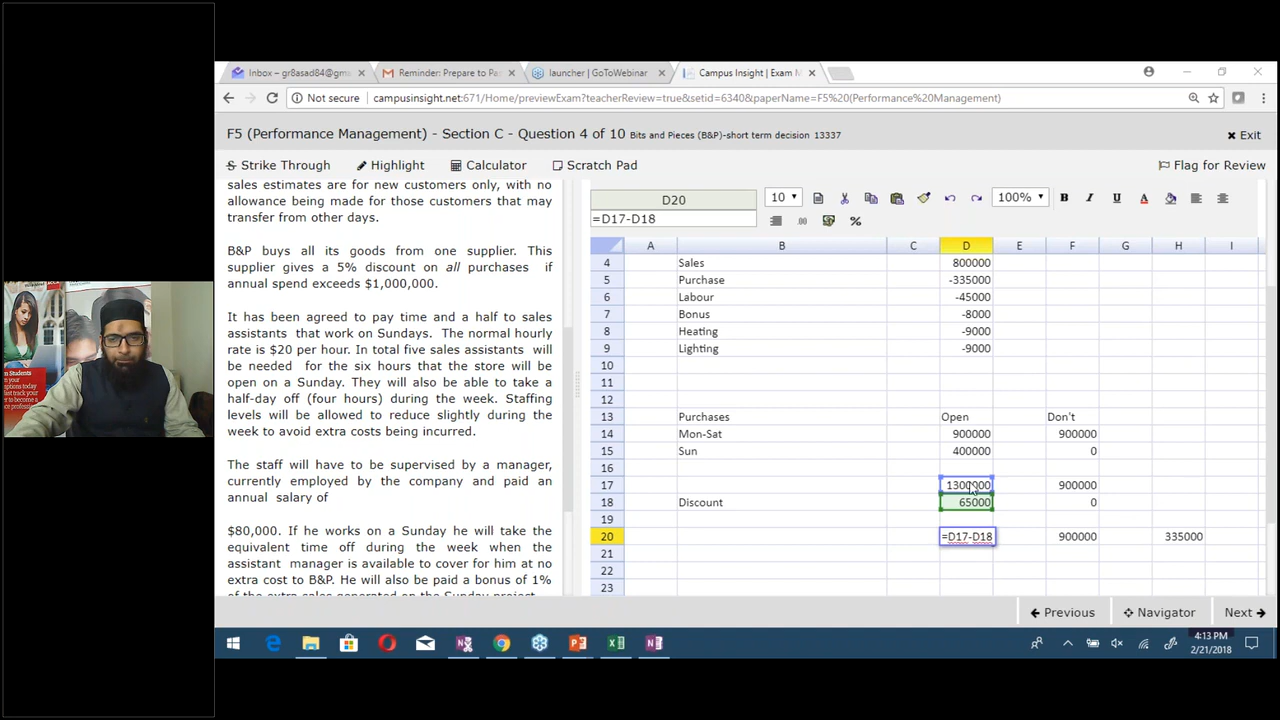 Inbox – gr8asad84@gm
Reminder: Prepare to Pa
launcher | GoToWebinar
Campus Insight | Exam M
Not secure | campusinsight.net:671/Home/previewExam?teacherReview=true&setid=6340&paperName=F5%20(Performance%20Management)
F5 (Performance Management) - Section C - Question 4 of 10 Bits and Pieces (B&P)-short term decision 13337
Exit
Strike Through
Highlight
Calculator
Scratch Pad
Flag for Review
sales estimates are for new customers only, with no
allowance being made for those customers that may
transfer from other days.
B&P buys all its goods from one supplier. This
supplier gives a 5% discount on all purchases if
annual spend exceeds $1,000,000.
It has been agreed to pay time and a half to sales
assistants that work on Sundays. The normal hourly
rate is $20 per hour. In total five sales assistants will
be needed for the six hours that the store will be
open on a Sunday. They will also be able to take a
half-day off (four hours) during the week. Staffing
levels will be allowed to reduce slightly during the
week to avoid extra costs being incurred.
The staff will have to be supervised by a manager,
currently employed by the company and paid an
annual salary of
$80,000. If he works on a Sunday he will take the
equivalent time off during the week when the
assistant manager is available to cover for him at no
extra cost to B&P. He will also be paid a bonus of 1%
of the extra sales generated on the Sunday project.
D20
=D17-D18
10
100%
B I U A
A B C D E F G H I
4 Sales 800000
5 Purchase -335000
6 Labour -45000
7 Bonus -8000
8 Heating -9000
9 Lighting -9000
10
11
12
13 Purchases Open Don't
14 Mon-Sat 900000 900000
15 Sun 400000 0
16
17 1300000 900000
18 Discount 65000 0
19
20 =D17-D18 900000 335000
21
22
23
Previous
Navigator
Next
4:13 PM
2/21/2018